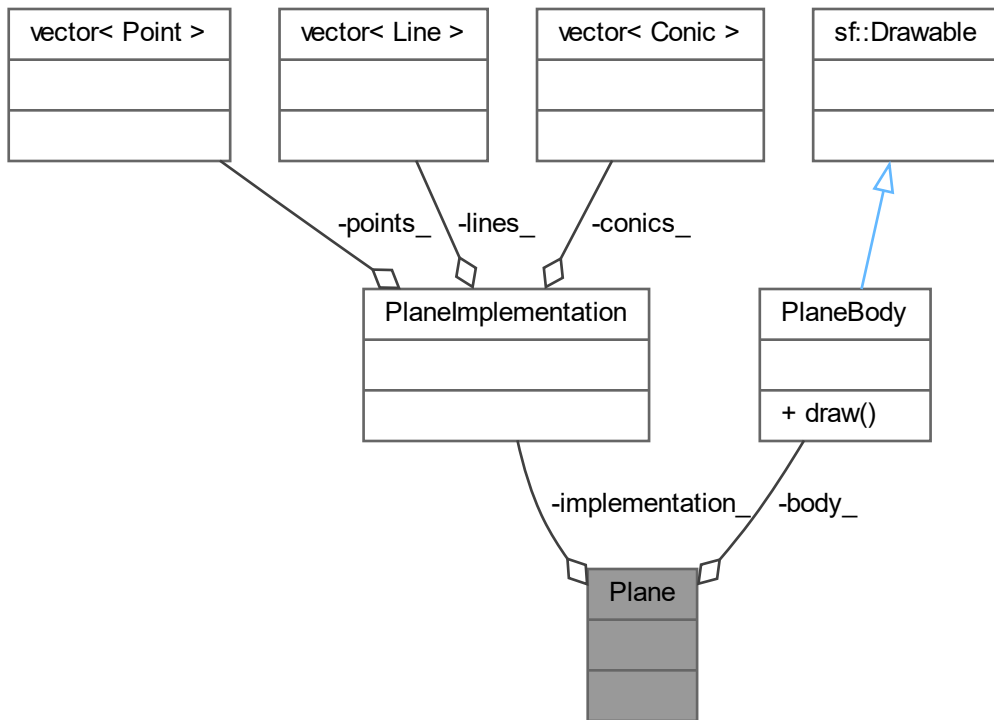 vector< Point >
vector< Line >
vector< Conic >
sf::Drawable
-points_
-lines_
-conics_
PlaneImplementation
PlaneBody
+ draw()
-implementation_
-body_
Plane